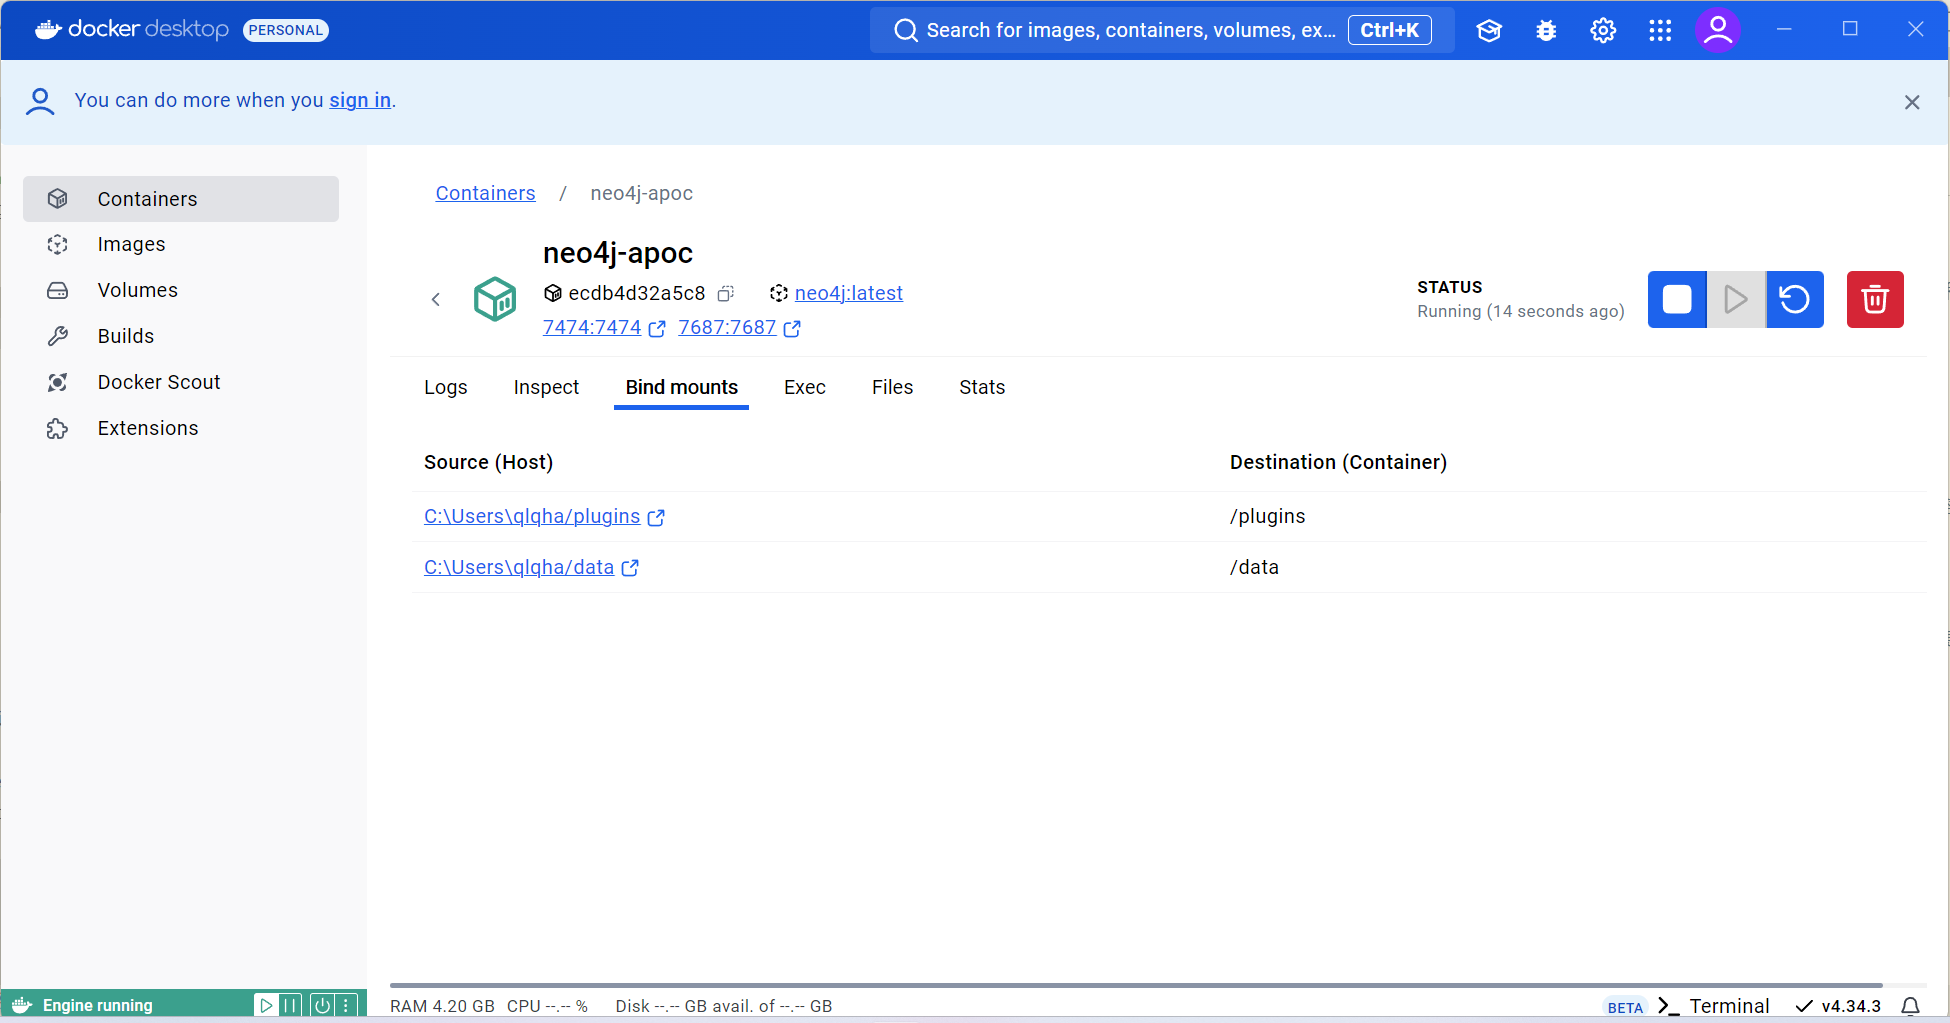 docker desktop PERSONAL
Search for images, containers, volumes, ex... Ctrl+K
You can do more when you sign in.
Containers
Images
Volumes
Builds
Docker Scout
Extensions
Containers / neo4j-apoc
neo4j-apoc
ecdb4d32a5c8 neo4j:latest
7474:7474 7687:7687
STATUS
Running (14 seconds ago)
Logs Inspect Bind mounts Exec Files Stats
Source (Host) Destination (Container)
C:\Users\qlqha/plugins /plugins
C:\Users\qlqha/data /data
Engine running
RAM 4.20 GB CPU --.-- % Disk --.-- GB avail. of --.-- GB
BETA Terminal v4.34.3